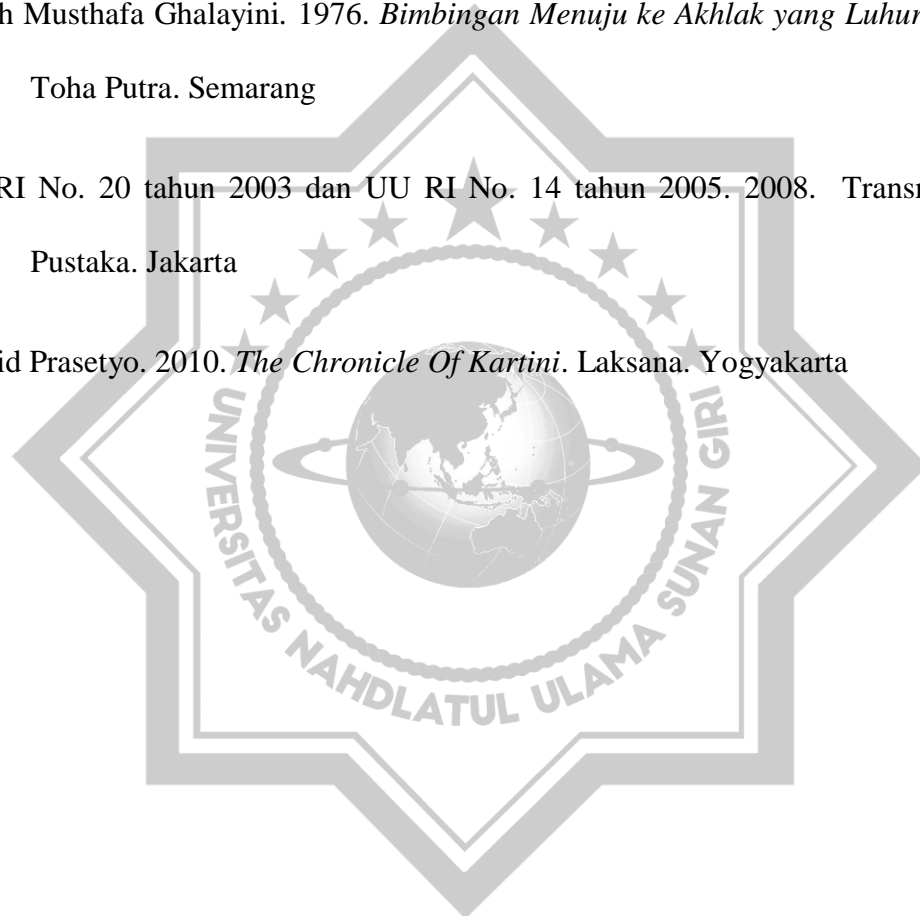 h Musthafa Ghalayini. 1976. Bimbingan Menuju ke Akhlak yang Luhur
Toha Putra. Semarang
RI No. 20 tahun 2003 dan UU RI No. 14 tahun 2005. 2008. Transm
Pustaka. Jakarta
id Prasetyo. 2010. The Chronicle Of Kartini. Laksana. Yogyakarta
UNIVERSITAS NAHDLATUL ULAMA SUNAN GIRI